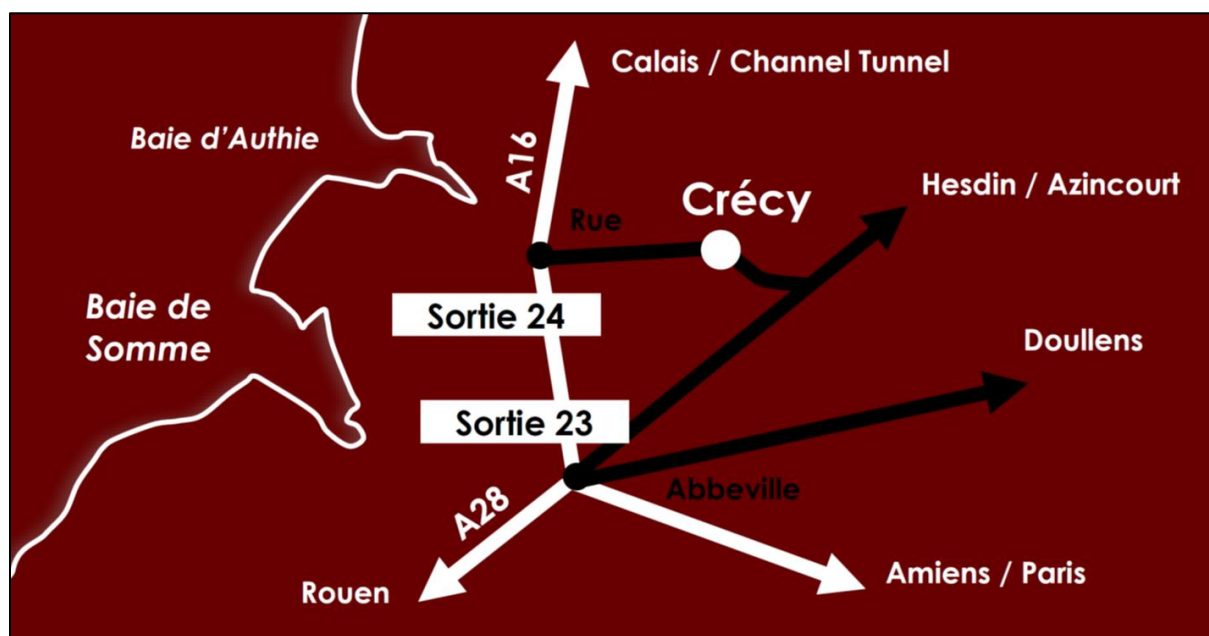 Calais / Channel Tunnel
Baie d'Authie
A16
Hesdin / Azincourt
Crécy
Rue
Baie de
Somme
Sortie 24
Doullens
Sortie 23
Abbeville
A28
Amiens / Paris
Rouen